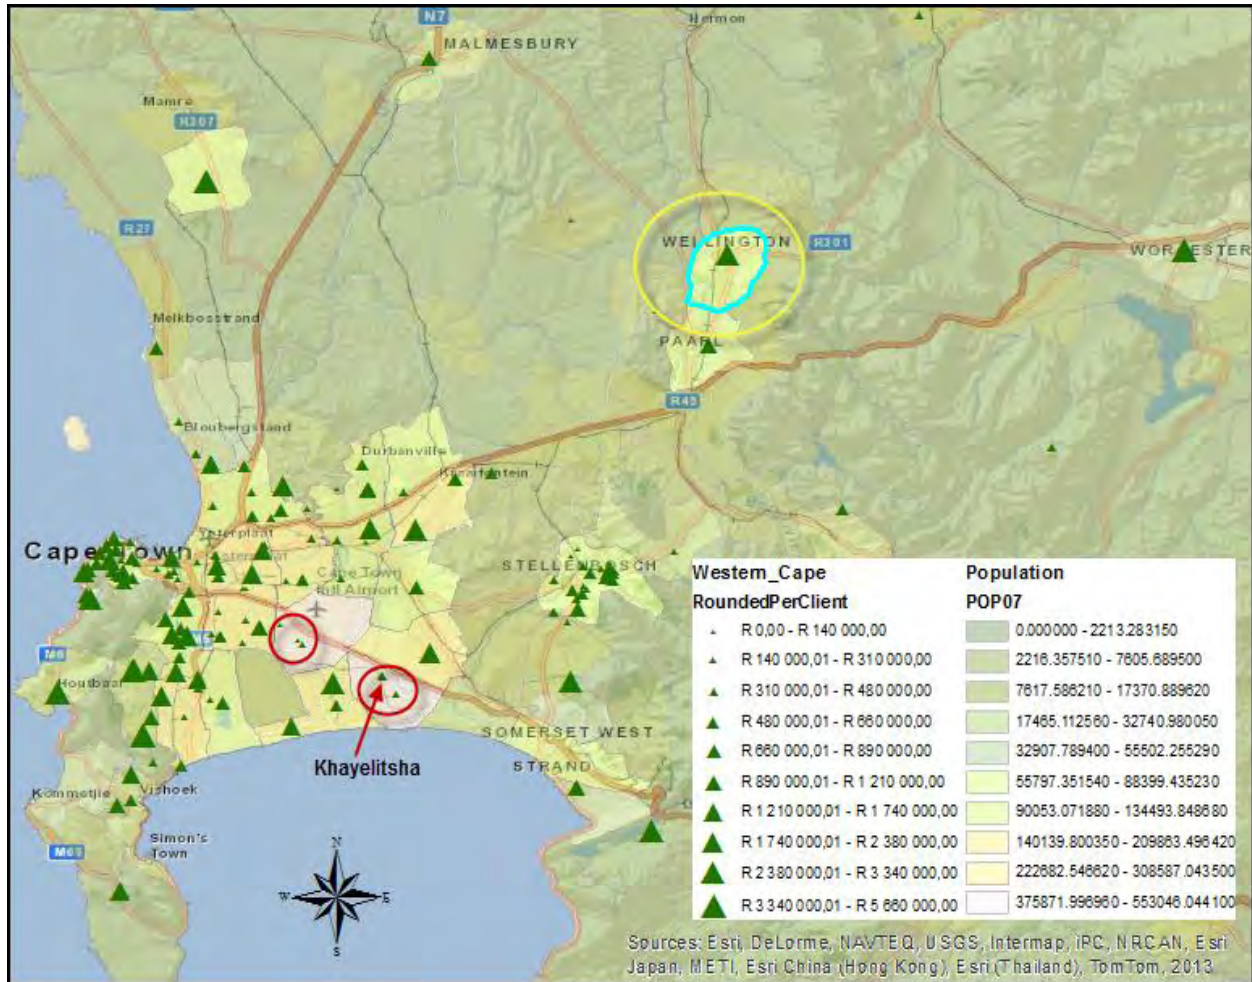 Hermon
N7
MALMESBURY
Mamre
R307
R27
WELLINGTON
R301
WORCESTER
Melkbosstrand
PAARL
R45
Bloubergstand
Durbanville
Kraaifontein
Ysterplaat
Cape Town
STELLENBOSCH
Cape Town
Intl Airport
M5
M6
Houtbaai
Khayelitsha
SOMERSET WEST
STRAND
Kommetjie
Vishoek
Simon's
Town
M65
N
W
E
S
Western_Cape
Population
RoundedPerClient
POP07
R 0,00 - R 140 000,00
0.000000 - 2213.283150
R 140 000,01 - R 310 000,00
2216.357510 - 7605.689500
R 310 000,01 - R 480 000,00
7617.586210 - 17370.889620
R 480 000,01 - R 660 000,00
17465.112560 - 32740.980050
R 660 000,01 - R 890 000,00
32907.789400 - 55502.255290
R 890 000,01 - R 1 210 000,00
55797.351540 - 88399.435230
R 1 210 000,01 - R 1 740 000,00
90053.071880 - 134493.848680
R 1 740 000,01 - R 2 380 000,00
140139.800350 - 209863.496420
R 2 380 000,01 - R 3 340 000,00
222682.546620 - 308587.043500
R 3 340 000,01 - R 5 660 000,00
375871.996960 - 553046.044100
Sources: Esri, DeLorme, NAVTEQ, USGS, Intermap, iPC, NRCAN, Esri
Japan, METI, Esri China (Hong Kong), Esri (Thailand), TomTom, 2013